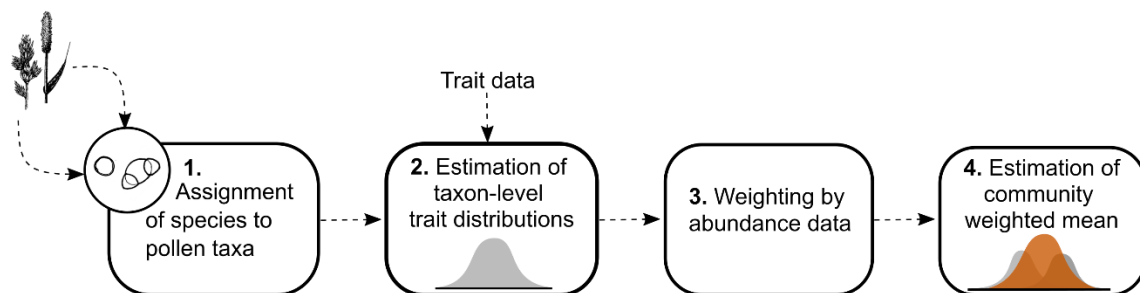 Trait data
1.
Assignment
of species to
pollen taxa
2. Estimation of
taxon-level
trait distributions
3. Weighting by
abundance data
4. Estimation of
community
weighted mean